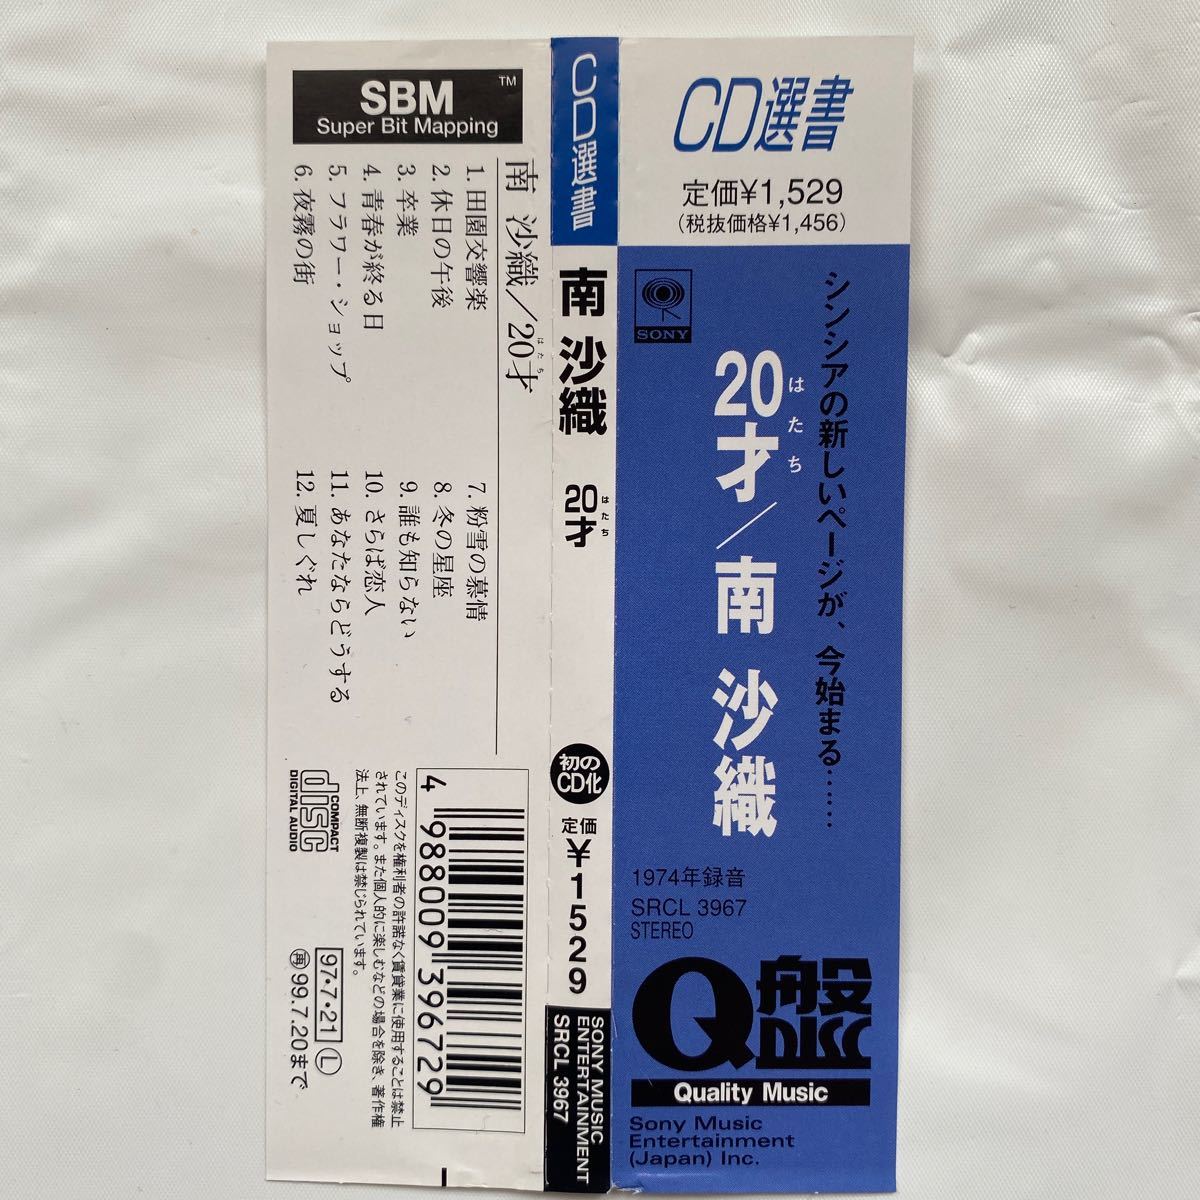 CD選書
定価¥1,529
(税抜価格¥1,456)
シンシアの新しいページが、今始まる……
SONY
20才／南 沙織
はたち
1974年録音
SRCL 3967
STEREO
Q盤
DISC
Quality Music
Sony Music
Entertainment
(Japan) Inc.
CD選書
南 沙織
20才
はたち
初の
CD化
定価
¥1529
SONY MUSIC
ENTERTAINMENT
SRCL 3967
SBM
TM
Super Bit Mapping
南 沙織／20才
はたち
1. 田園交響楽
2. 休日の午後
3. 卒業
4. 青春が終る日
5. フラワー・ショップ
6. 夜霧の街
7. 粉雪の慕情
8. 冬の星座
9. 誰も知らない
10. さらば恋人
11. あなたならどうする
12. 夏しぐれ
4 988009 396729
このディスクを権利者の許諾なく賃貸業に使用することは禁止
されています。また個人的に楽しむなどの場合を除き、著作権
法上、無断複製は禁じられています。
COMPACT
disc
DIGITAL AUDIO
97・7・21 L
再 99.7.20まで